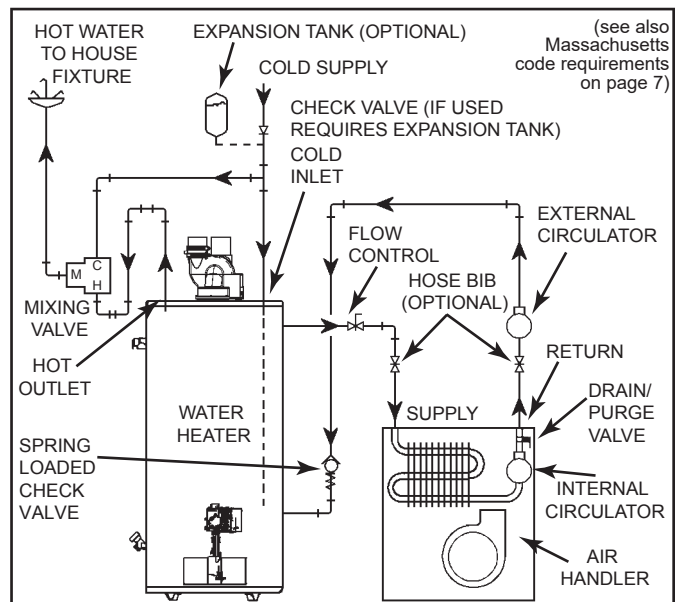 HOT WATER
TO HOUSE
FIXTURE
EXPANSION TANK (OPTIONAL)
(see also
Massachusetts
code requirements
on page 7)
COLD SUPPLY
CHECK VALVE (IF USED
REQUIRES EXPANSION TANK)
COLD
INLET
FLOW
CONTROL
EXTERNAL
CIRCULATOR
HOSE BIB
(OPTIONAL)
M
C
H
MIXING
VALVE
HOT
OUTLET
RETURN
DRAIN/
PURGE
VALVE
SUPPLY
WATER
HEATER
SPRING
LOADED
CHECK
VALVE
INTERNAL
CIRCULATOR
AIR
HANDLER